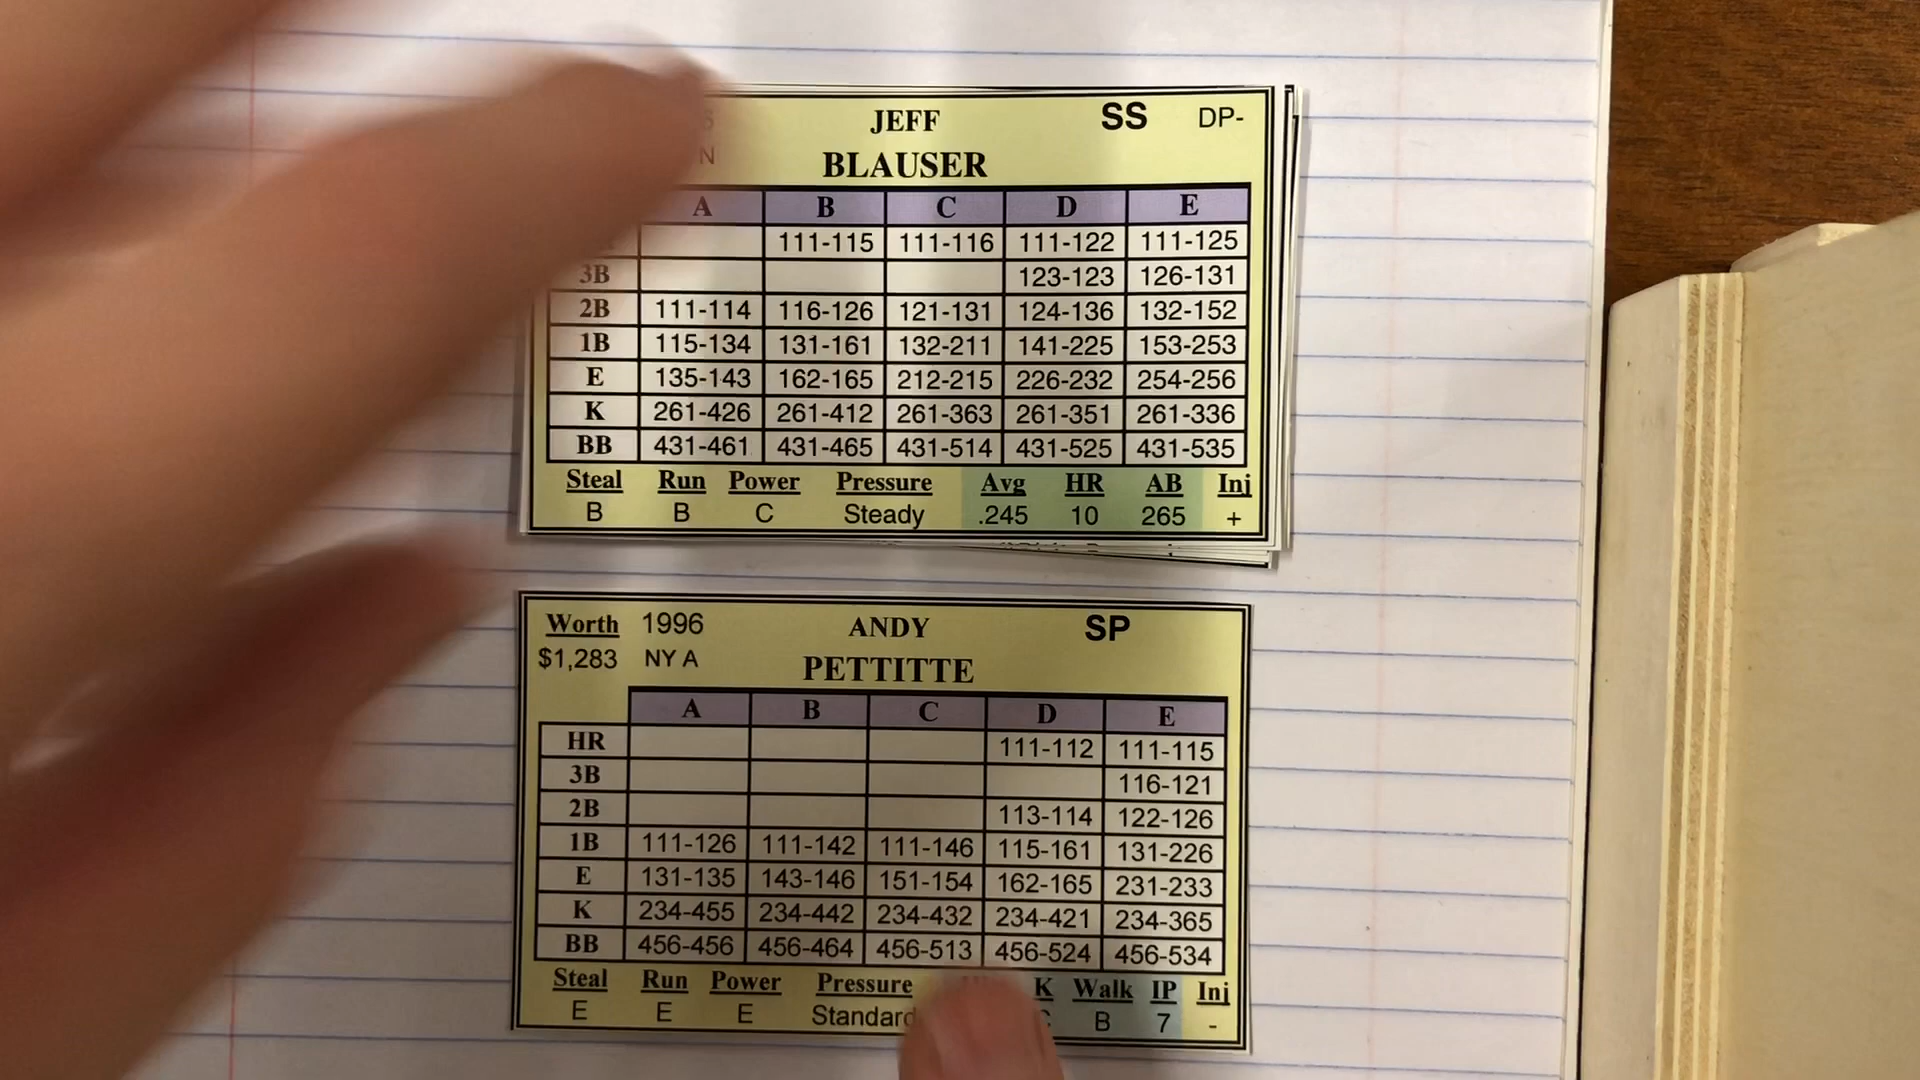 JEFF SS DP-
N BLAUSER
A B C D E
111-115 111-116 111-122 111-125
3B 123-123 126-131
2B 111-114 116-126 121-131 124-136 132-152
1B 115-134 131-161 132-211 141-225 153-253
E 135-143 162-165 212-215 226-232 254-256
K 261-426 261-412 261-363 261-351 261-336
BB 431-461 431-465 431-514 431-525 431-535
Steal Run Power Pressure Avg HR AB Inj
B B C Steady .245 10 265 +
Worth 1996 ANDY SP
$1,283 NY A PETTITTE
A B C D E
HR 111-112 111-115
3B 116-121
2B 113-114 122-126
1B 111-126 111-142 111-146 115-161 131-226
E 131-135 143-146 151-154 162-165 231-233
K 234-455 234-442 234-432 234-421 234-365
BB 456-456 456-464 456-513 456-524 456-534
Steal Run Power Pressure K Walk IP Inj
E E E Standard B 7 -